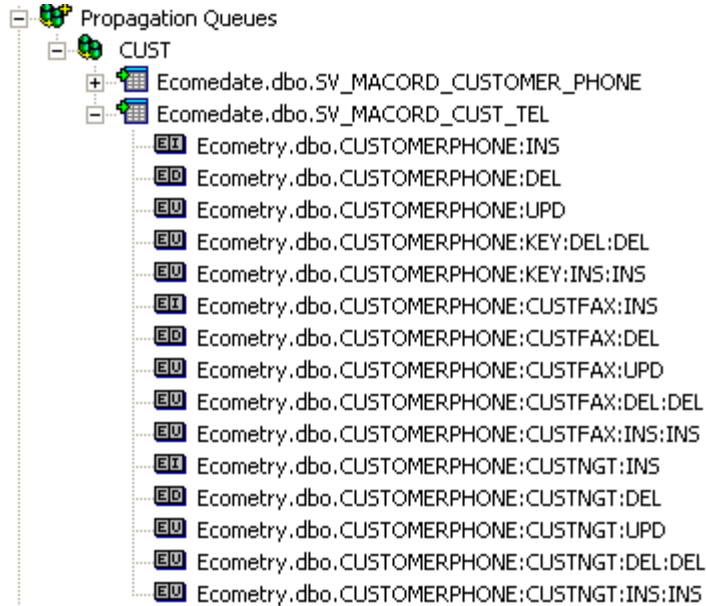 Propagation Queues
CUST
Ecomedate.dbo.SV_MACORD_CUSTOMER_PHONE
Ecomedate.dbo.SV_MACORD_CUST_TEL
EI Ecometry.dbo.CUSTOMERPHONE:INS
ED Ecometry.dbo.CUSTOMERPHONE:DEL
EU Ecometry.dbo.CUSTOMERPHONE:UPD
EU Ecometry.dbo.CUSTOMERPHONE:KEY:DEL:DEL
EU Ecometry.dbo.CUSTOMERPHONE:KEY:INS:INS
EI Ecometry.dbo.CUSTOMERPHONE:CUSTFAX:INS
ED Ecometry.dbo.CUSTOMERPHONE:CUSTFAX:DEL
EU Ecometry.dbo.CUSTOMERPHONE:CUSTFAX:UPD
EU Ecometry.dbo.CUSTOMERPHONE:CUSTFAX:DEL:DEL
EU Ecometry.dbo.CUSTOMERPHONE:CUSTFAX:INS:INS
EI Ecometry.dbo.CUSTOMERPHONE:CUSTNGT:INS
ED Ecometry.dbo.CUSTOMERPHONE:CUSTNGT:DEL
EU Ecometry.dbo.CUSTOMERPHONE:CUSTNGT:UPD
EU Ecometry.dbo.CUSTOMERPHONE:CUSTNGT:DEL:DEL
EU Ecometry.dbo.CUSTOMERPHONE:CUSTNGT:INS:INS